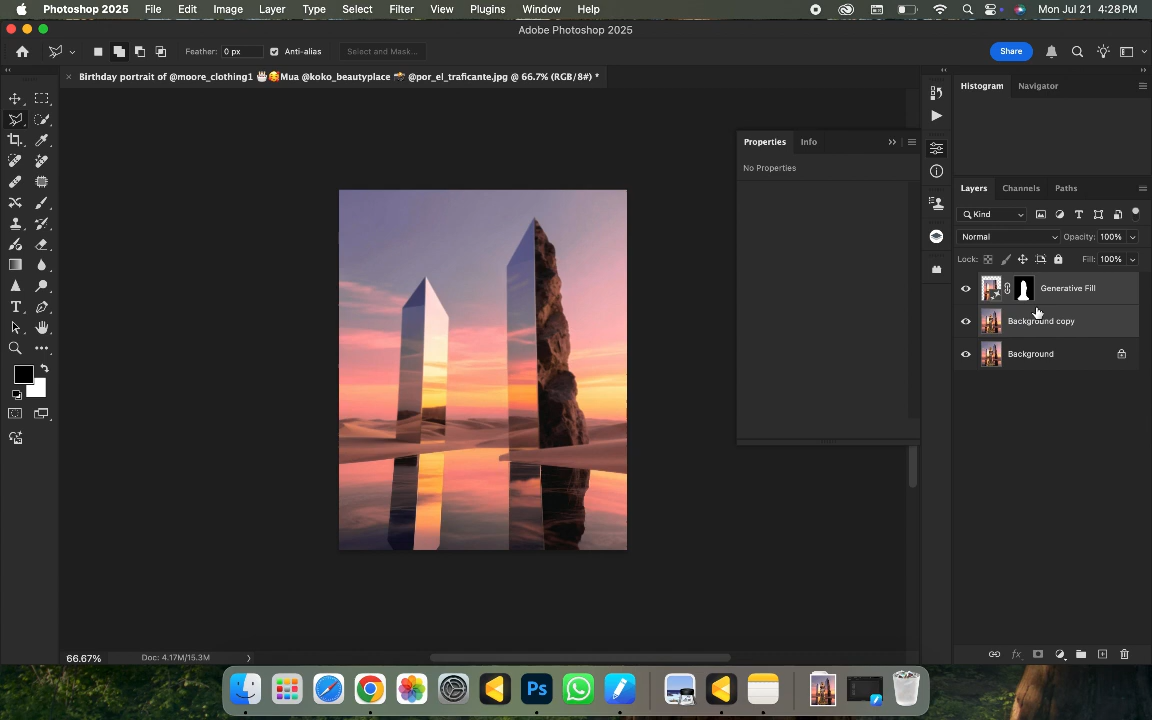 Photoshop 2025 File Edit Image Layer Type Select Filter View Plugins Window Help Mon Jul 21 4:28 PM
Adobe Photoshop 2025
Feather: 0 px Anti-alias Select and Mask... Share
× Birthday portrait of @moore_clothing1 🎂🥰Mua @koko_beautyplace 📸 @por_el_traficante.jpg @ 66.7% (RGB/8#) *
Histogram Navigator
Properties Info
No Properties
Layers Channels Paths
Kind
Normal Opacity: 100%
Lock: Fill: 100%
Generative Fill
Background copy
Background
66.67% Doc: 4.17M/15.3M